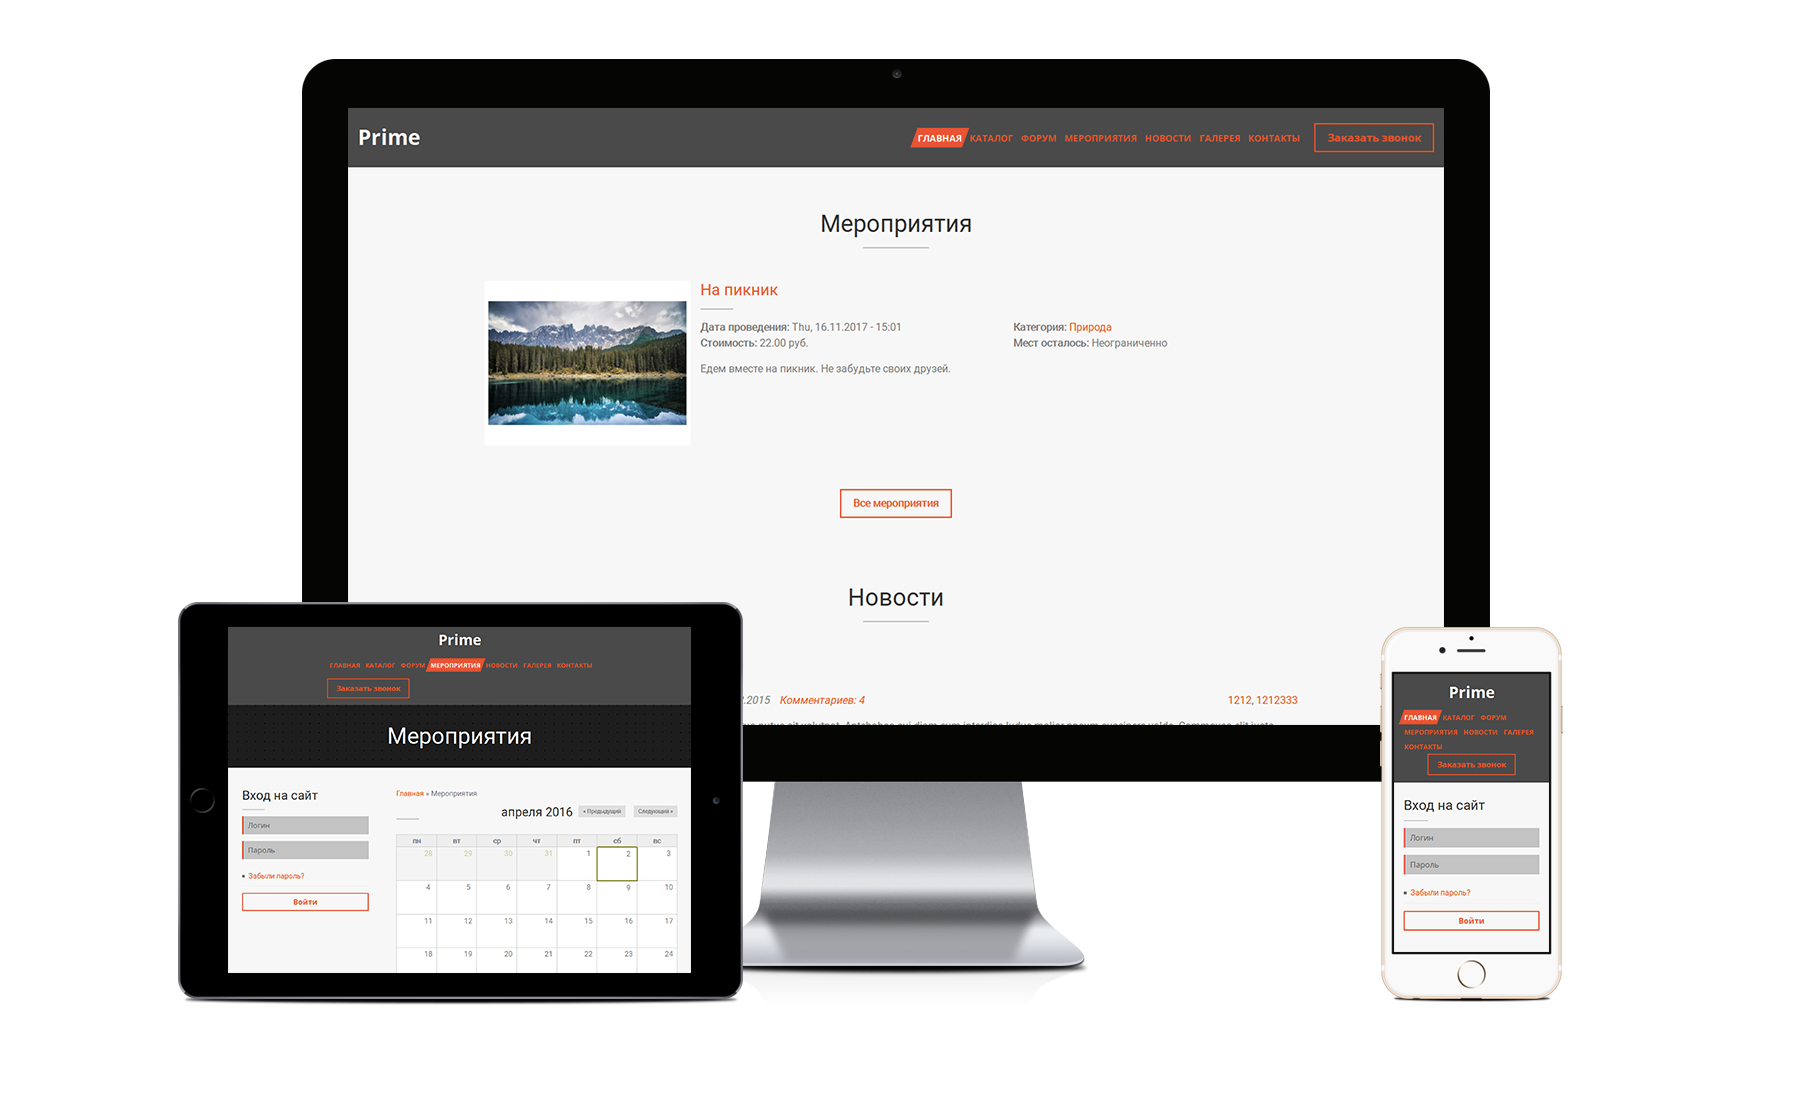 Prime
ГЛАВНАЯ КАТАЛОГ ФОРУМ МЕРОПРИЯТИЯ НОВОСТИ ГАЛЕРЕЯ КОНТАКТЫ Заказать звонок
Мероприятия
На пикник
Дата проведения: Thu, 16.11.2017 - 15:01 Категория: Природа
Стоимость: 22.00 руб. Мест осталось: Неограниченно
Едем вместе на пикник. Не забудьте своих друзей.
Все мероприятия
Новости
.2015 Комментариев: 4 1212, 1212333
Prime
ГЛАВНАЯ КАТАЛОГ ФОРУМ МЕРОПРИЯТИЯ НОВОСТИ ГАЛЕРЕЯ КОНТАКТЫ
Заказать звонок
Мероприятия
Вход на сайт
Логин
Пароль
Забыли пароль?
Войти
Главная » Мероприятия
апреля 2016 « Предыдущий Следующий »
пн вт ср чт пт сб вс
28 29 30 31 1 2 3
4 5 6 7 8 9 10
11 12 13 14 15 16 17
18 19 20 21 22 23 24
Prime
ГЛАВНАЯ КАТАЛОГ ФОРУМ
МЕРОПРИЯТИЯ НОВОСТИ ГАЛЕРЕЯ
КОНТАКТЫ
Заказать звонок
Вход на сайт
Логин
Пароль
Забыли пароль?
Войти